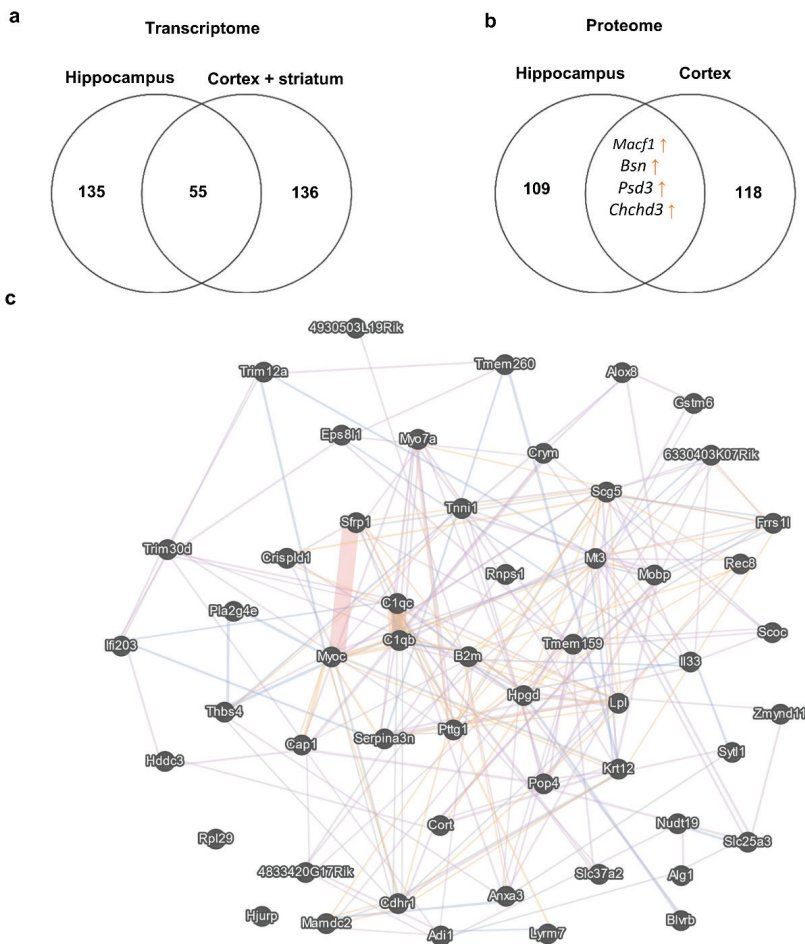 a
Transcriptome
Hippocampus
Cortex + striatum
135
55
136
b
Proteome
Hippocampus
Cortex
109
Macf1 ↑
Bsn ↑
Psd3 ↑
Chchd3 ↑
118
c
4930503L19Rik
Trim12a
Tmem260
Alox8
Gstm6
Eps8l1
Myo7a
Crym
6330403K07Rik
Scg5
Sfrp1
Tnni1
Frrs1l
Trim30d
Crispld1
Rnps1
Mt3
Mobp
Rec8
Pla2g4e
C1qc
Ifi203
Myoc
C1qb
B2m
Tmem159
Scoc
Il33
Thbs4
Hpgd
Lpl
Zmynd11
Cap1
Serpina3n
Pttg1
Sytl1
Hddc3
Pop4
Krt12
Rpl29
Cort
Nudt19
Slc25a3
4833420G17Rik
Slc37a2
Alg1
Hjurp
Mamdc2
Cdhr1
Anxa3
Adi1
Lyrm7
Blvrb